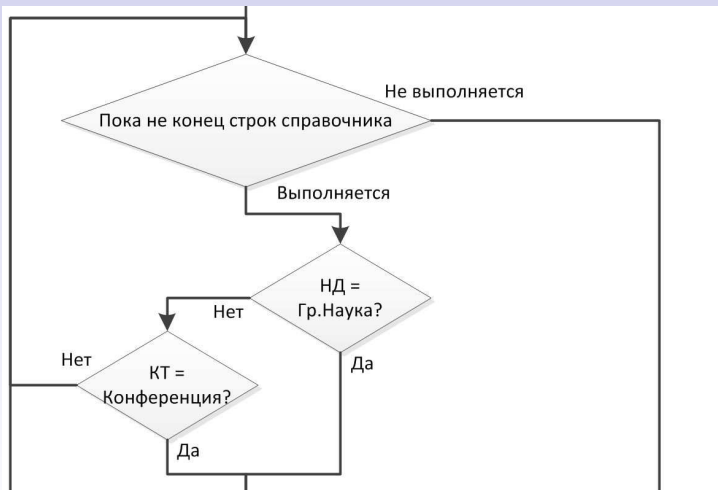 Не выполняется
Пока не конец строк справочника
Выполняется
НД =
Гр.Наука?
Нет
Да
Нет
КТ =
Конференция?
Да